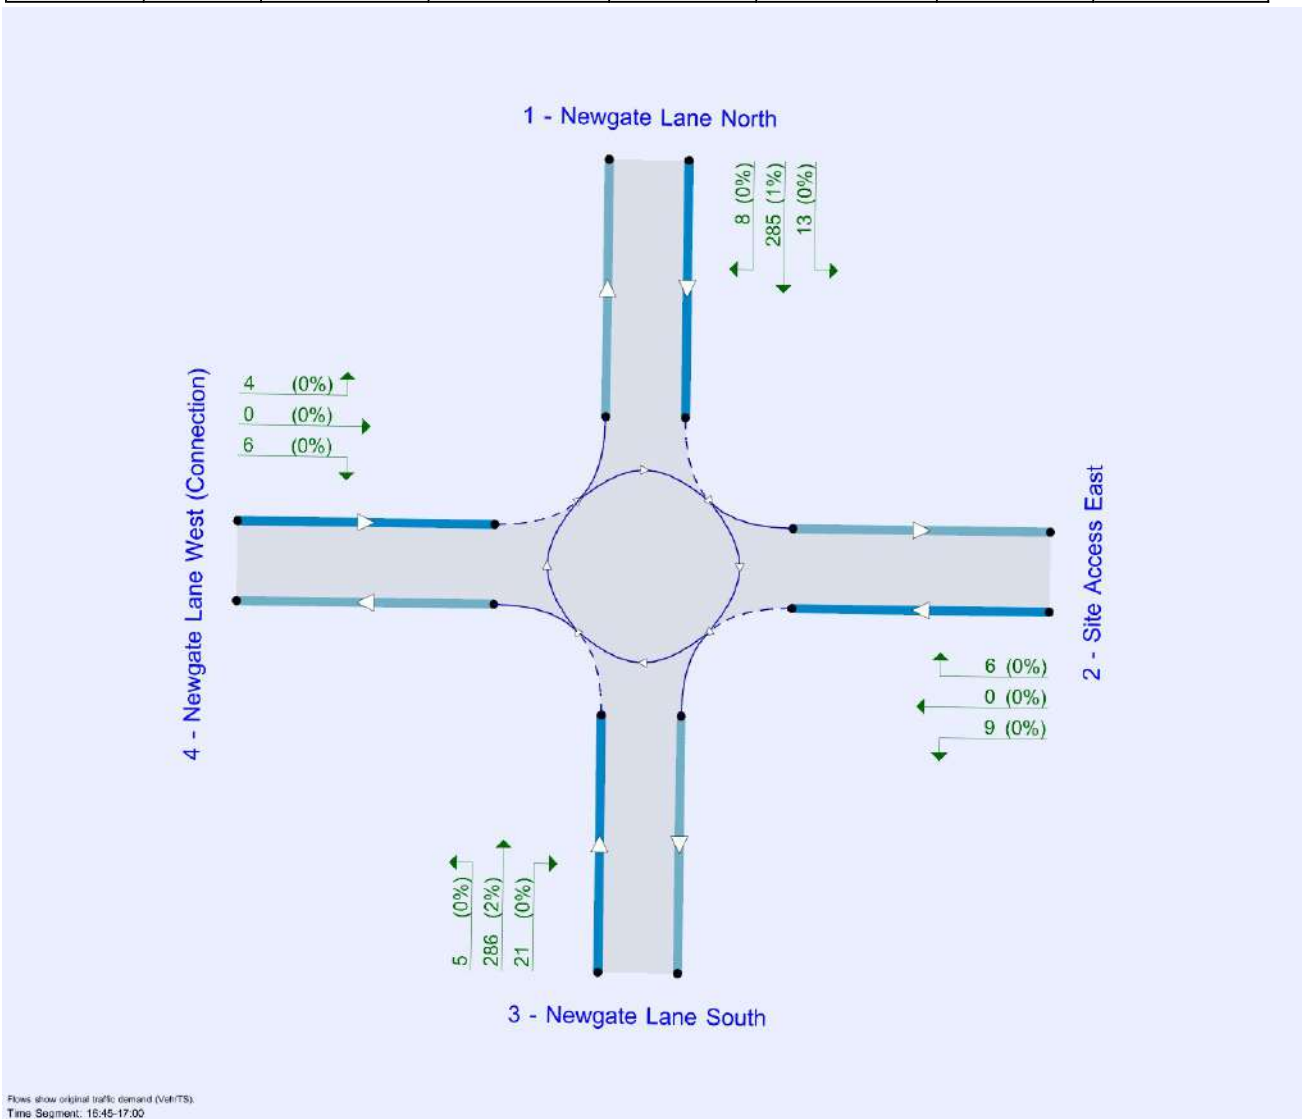 1 - Newgate Lane North
8 (0%)
285 (1%)
13 (0%)
4 (0%)
0 (0%)
6 (0%)
4 - Newgate Lane West (Connection)
2 - Site Access East
6 (0%)
0 (0%)
9 (0%)
5 (0%)
286 (2%)
21 (0%)
3 - Newgate Lane South
Flows show original traffic demand (Veh/TS).
Time Segment: 16:45-17:00